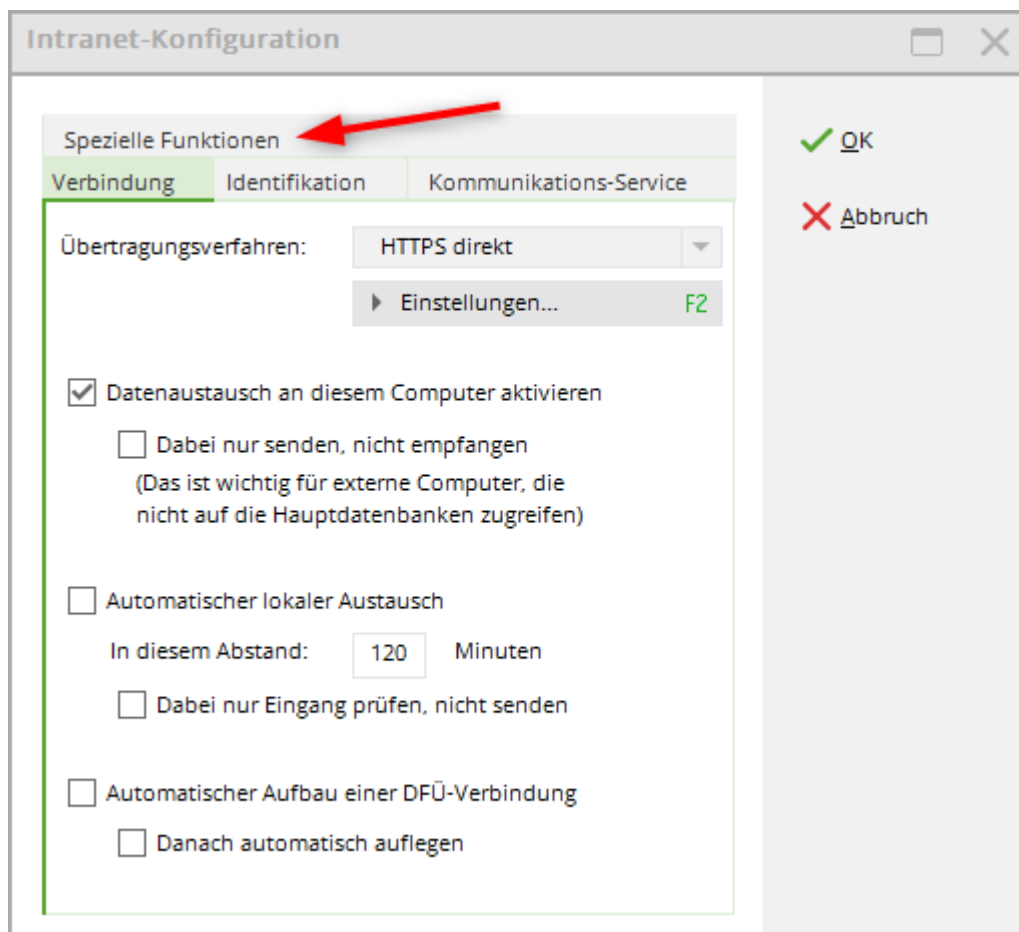 Intranet-Konfiguration
Spezielle Funktionen
Verbindung Identifikation Kommunikations-Service
Übertragungsverfahren: HTTPS direkt
Einstellungen... F2
Datenaustausch an diesem Computer aktivieren
Dabei nur senden, nicht empfangen
(Das ist wichtig für externe Computer, die
nicht auf die Hauptdatenbanken zugreifen)
Automatischer lokaler Austausch
In diesem Abstand: 120 Minuten
Dabei nur Eingang prüfen, nicht senden
Automatischer Aufbau einer DFÜ-Verbindung
Danach automatisch auflegen
OK
Abbruch